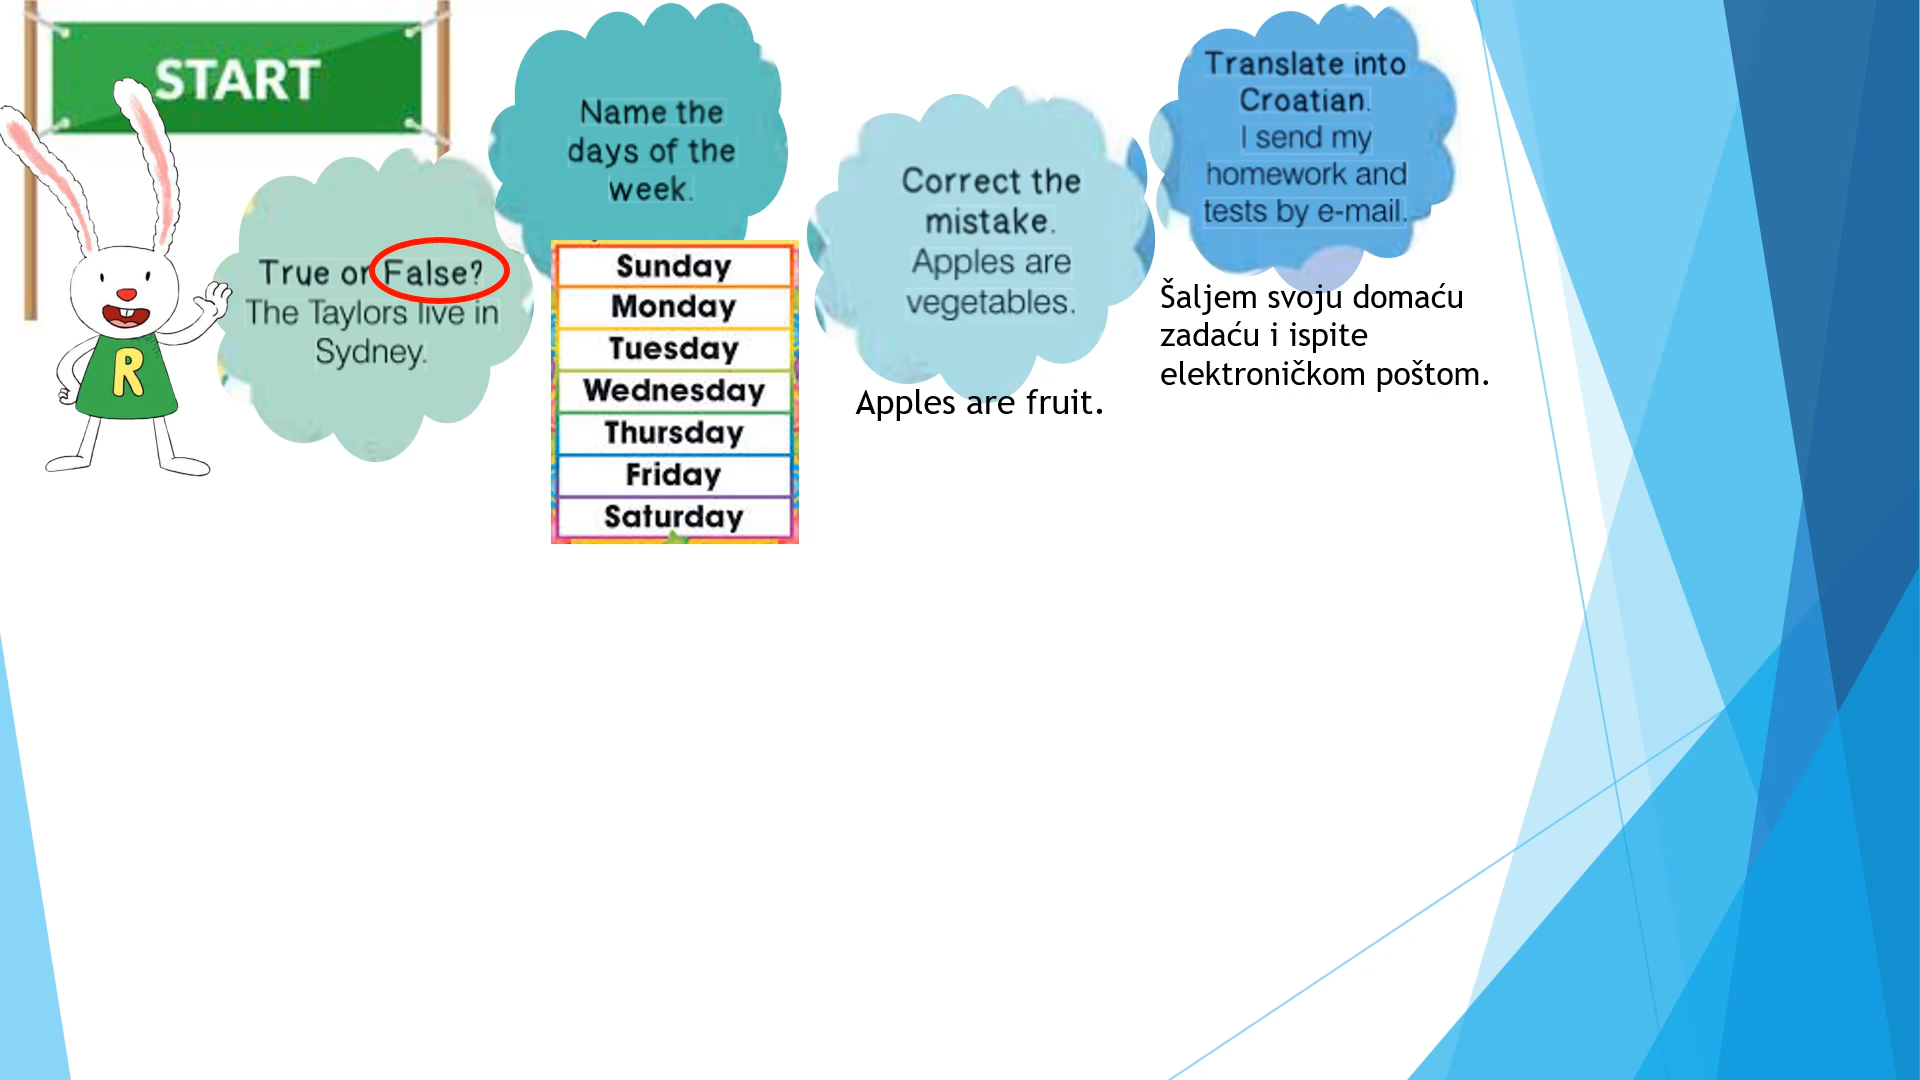 START
R
True or False?
The Taylors live in
Sydney.
Name the
days of the
week.
Sunday
Monday
Tuesday
Wednesday
Thursday
Friday
Saturday
Correct the
mistake.
Apples are
vegetables.
Apples are fruit.
Translate into
Croatian.
I send my
homework and
tests by e-mail.
Šaljem svoju domaću
zadaću i ispite
elektroničkom poštom.